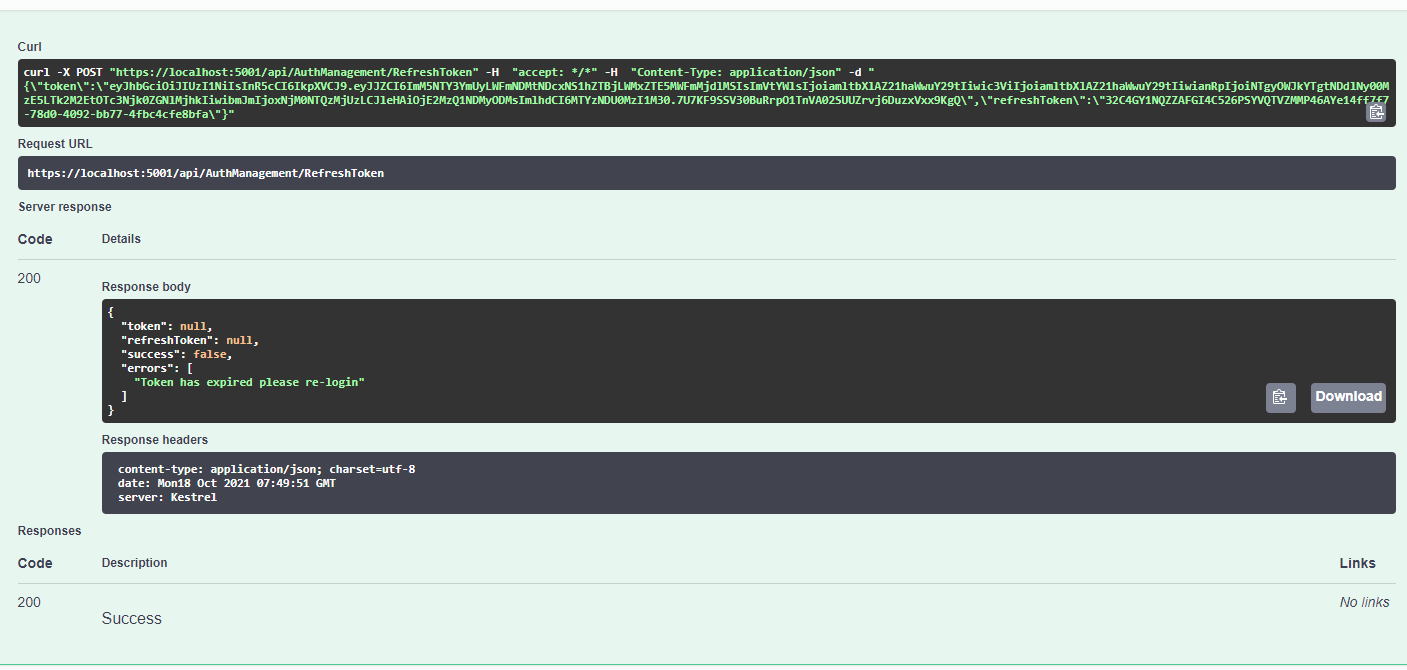 Curl
curl -X POST "https://localhost:5001/api/AuthManagement/RefreshToken" -H  "accept: */*" -H  "Content-Type: application/json" -d "
{\"token\":\"eyJhbGciOiJIUzI1NiIsInR5cCI6IkpXVCJ9.eyJJZCI6ImM5NTY3YmUyLWFmNDMtNDcxNS1hZTBjLWMxZTE5MWFmMjdlMSIsImVtYWlsIjoiamltbXlAZ21haWwuY29tIiwic3ViIjoiamltbXlAZ21haWwuY29tIiwianRpIjoiNTgyOWJkYTgtNDdlNy00M
zE5LTk2M2EtOTc3Njk0ZGNlMjhkIiwibmJmIjoxNjM0NTQzMjUzLCJleHAiOjE2MzQ1NDMyODMsImlhdCI6MTYzNDU0MzI1M30.7U7KF9SSV30BuRrpO1TnVA02SUUZrvj6DuzxVxx9KgQ\",\"refreshToken\":\"32C4GY1NQZZAFGI4C526PSYVQTVZMMP46AYe14ff7f7
-78d0-4092-bb77-4fbc4cfe8bfa\"}"
Request URL
https://localhost:5001/api/AuthManagement/RefreshToken
Server response
Code Details
200
Response body
{
"token": null,
"refreshToken": null,
"success": false,
"errors": [
"Token has expired please re-login"
]
}
Download
Response headers
content-type: application/json; charset=utf-8
date: Mon18 Oct 2021 07:49:51 GMT
server: Kestrel
Responses
Code Description Links
200 No links
Success